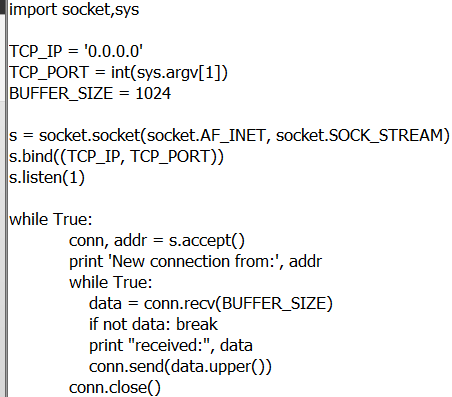 import socket,sys

TCP_IP = '0.0.0.0'
TCP_PORT = int(sys.argv[1])
BUFFER_SIZE = 1024

s = socket.socket(socket.AF_INET, socket.SOCK_STREAM)
s.bind((TCP_IP, TCP_PORT))
s.listen(1)

while True:
        conn, addr = s.accept()
        print 'New connection from:', addr
        while True:
          data = conn.recv(BUFFER_SIZE)
          if not data: break
          print "received:", data
          conn.send(data.upper())
        conn.close()